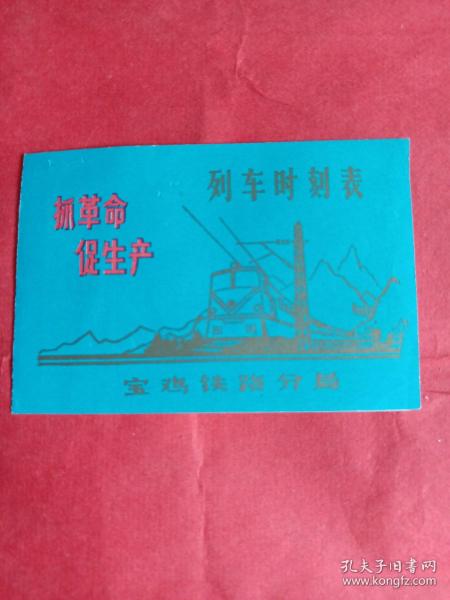 列车时刻表
抓革命
促生产
宝鸡铁路分局
孔夫子旧书网
www.kongfz.com